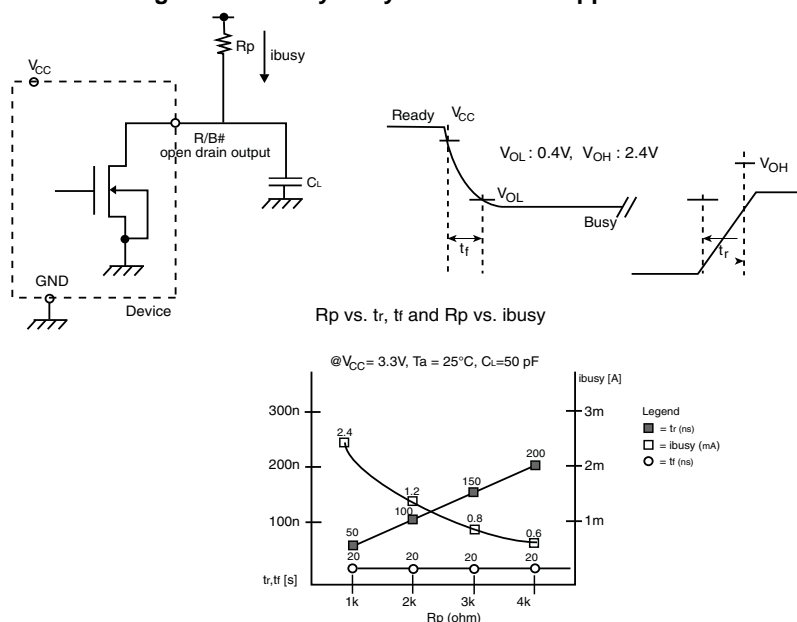 Rp
ibusy
VCC
R/B#
open drain output
CL
GND
Device
Ready
VCC
VOL : 0.4V, VOH : 2.4V
VOH
VOL
Busy
tf
tr
Rp vs. tr, tf and Rp vs. ibusy
@VCC = 3.3V, Ta = 25°C, CL=50 pF
ibusy [A]
300n
200n
100n
tr,tf [s]
3m
2m
1m
2.4
1.2
0.8
0.6
50
100
150
200
20
20
20
20
1k
2k
3k
4k
Rp (ohm)
Legend
= tr (ns)
= ibusy (mA)
= tf (ns)